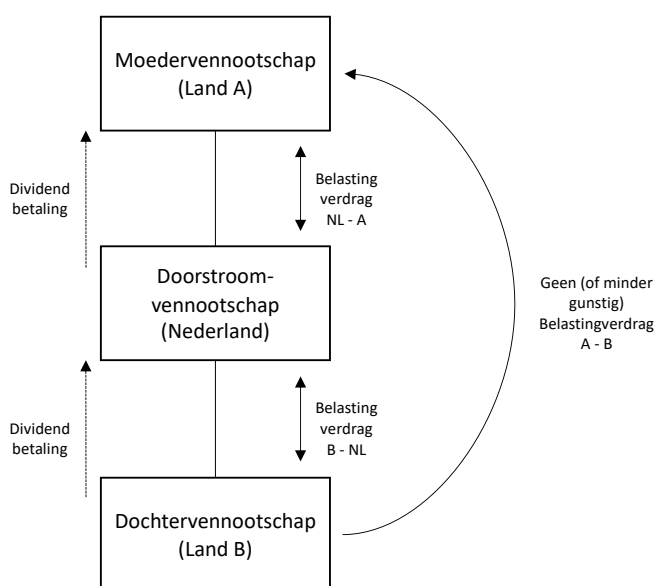 Moedervennootschap
(Land A)
Dividend
betaling
Belasting
verdrag
NL - A
Doorstroom-
vennootschap
(Nederland)
Geen (of minder
gunstig)
Belastingverdrag
A - B
Dividend
betaling
Belasting
verdrag
B - NL
Dochtervennootschap
(Land B)